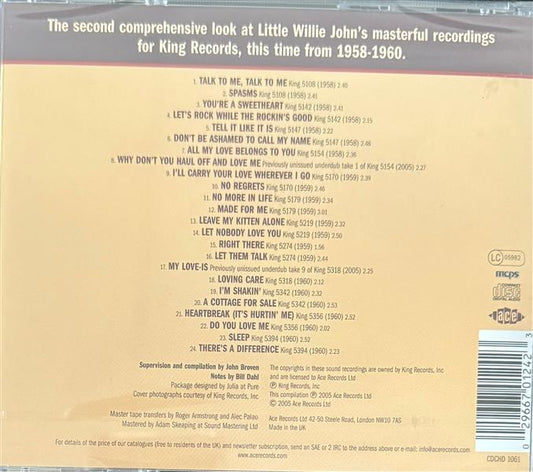 The second comprehensive look at Little Willie John's masterful recordings
for King Records, this time from 1958-1960.
1. TALK TO ME, TALK TO ME King 5108 (1958) 2.40
2. SPASMS King 5108 (1958) 2.41
3. YOU'RE A SWEETHEART King 5142 (1958) 2.41
4. LET'S ROCK WHILE THE ROCKIN'S GOOD King 5142 (1958) 2.15
5. TELL IT LIKE IT IS King 5147 (1958) 2.22
6. DON'T BE ASHAMED TO CALL MY NAME King 5147 (1958) 2.46
7. ALL MY LOVE BELONGS TO YOU King 5154 (1958) 2.36
8. WHY DON'T YOU HAUL OFF AND LOVE ME Previously unissued underdub take 1 of King 5154 (2005) 2.27
9. I'LL CARRY YOUR LOVE WHEREVER I GO King 5170 (1959) 2.39
10. NO REGRETS King 5170 (1959) 2.46
11. NO MORE IN LIFE King 5179 (1959) 2.34
12. MADE FOR ME King 5179 (1959) 3.01
13. LEAVE MY KITTEN ALONE King 5219 (1959) 2.32
14. LET NOBODY LOVE YOU King 5219 (1959) 2.50
15. RIGHT THERE King 5274 (1959) 1.56
16. LET THEM TALK King 5274 (1959) 2.44
17. MY LOVE-IS Previously unissued underdub take 9 of King 5318 (2005) 2.25
18. LOVING CARE King 5318 (1960) 2.12
19. I'M SHAKIN' King 5342 (1960) 2.32
20. A COTTAGE FOR SALE King 5342 (1960) 2.53
21. HEARTBREAK (IT'S HURTIN' ME) King 5356 (1960) 2.52
22. DO YOU LOVE ME King 5356 (1960) 2.02
23. SLEEP King 5394 (1960) 2.52
24. THERE'S A DIFFERENCE King 5394 (1960) 2.23
LC 05982
mcps
COMPACT
disc
DIGITAL AUDIO
ace
Supervision and compilation by John Broven
Notes by Bill Dahl
Package designed by Julia at Pure
Cover photographs courtesy of King Records, Inc
The copyrights in these sound recordings are owned by King Records, Inc
and are licensed to Ace Records Ltd
℗ King Records, Inc
This compilation ℗ 2005 Ace Records Ltd
© 2005 Ace Records Ltd
Master tape transfers by Roger Armstrong and Alec Palao
Mastered by Adam Skeaping at Sound Mastering Ltd
Ace Records Ltd 42-50 Steele Road, London NW10 7AS
Made in the UK
For details of the price of our catalogues (free to residents of the UK) and newsletter subscription, send an SAE or 2 IRC to the address above or e-mail info@acerecords.com
www.acerecords.com
0 29667 01242 3
CDCHD 1061